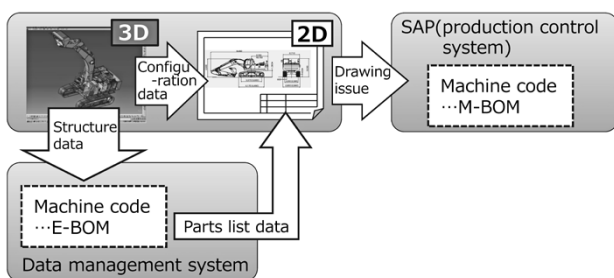 3D
2D
Configu
-ration
data
Drawing
issue
SAP(production control
system)
Machine code
…M-BOM
Structure
data
Machine code
…E-BOM
Parts list data
Data management system